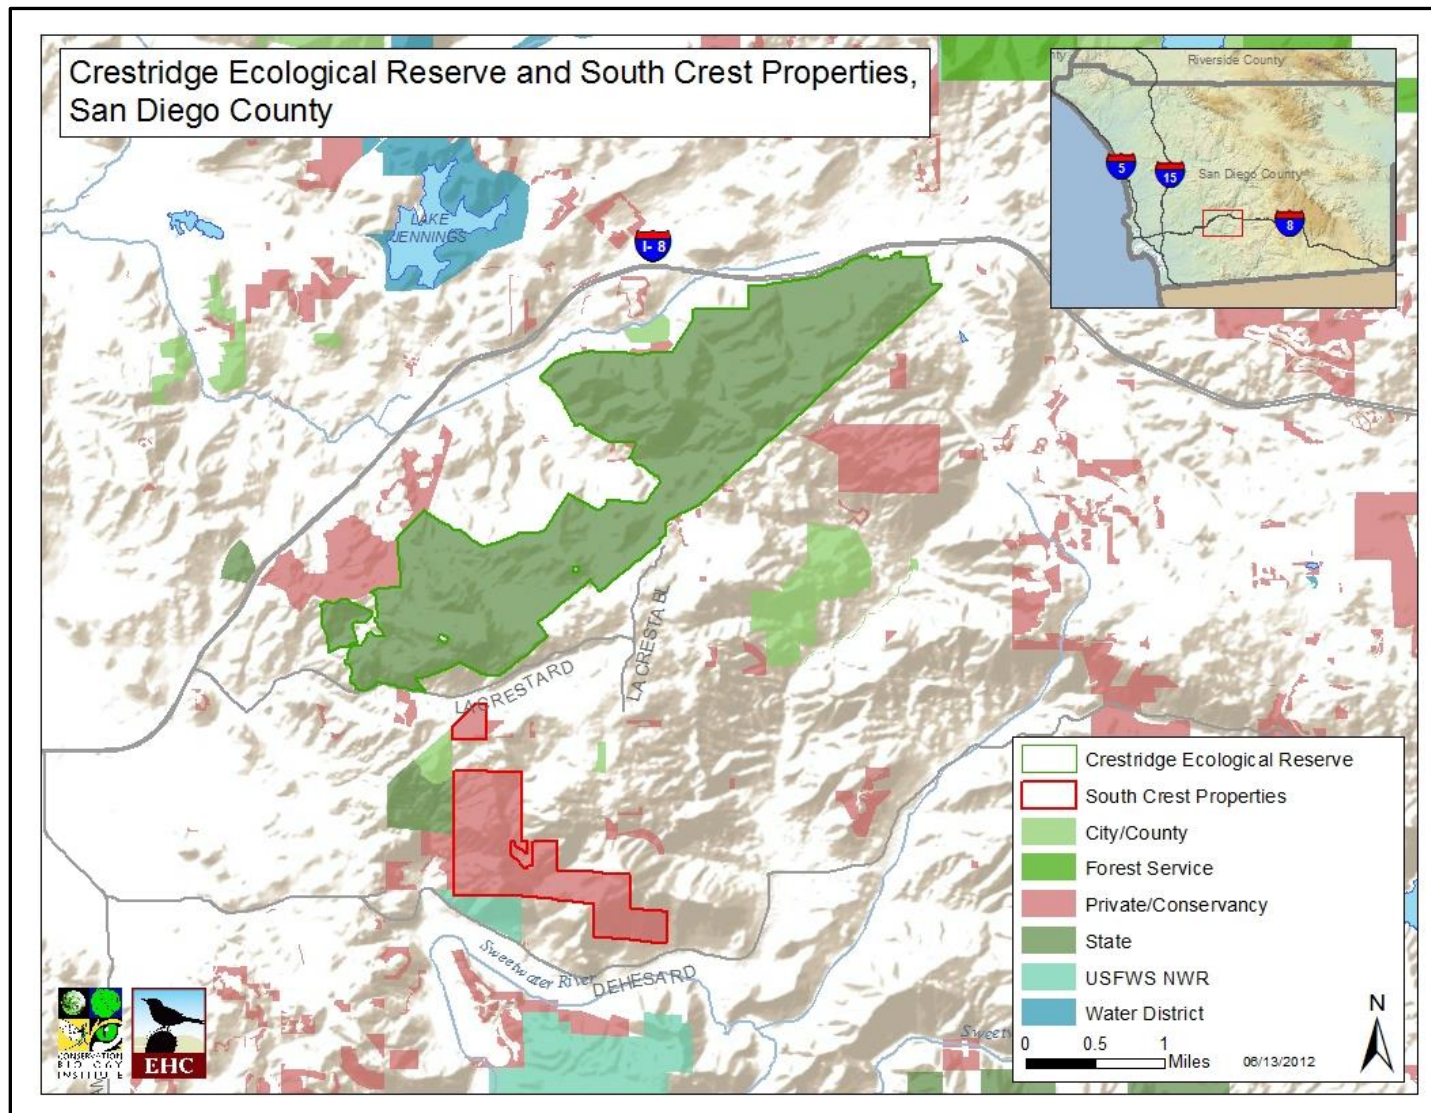 Crestridge Ecological Reserve and South Crest Properties,
San Diego County
Riverside County
5
15
San Diego County
8
LAKE
JENNINGS
I- 8
LA CRESTA BL
LA CRESTA RD
Sweetwater River
DEHESA RD
Crestridge Ecological Reserve
South Crest Properties
City/County
Forest Service
Private/Conservancy
State
USFWS NWR
Water District
N
0 0.5 1
Miles
06/13/2012
CONSERVATION
BIOLOGY
INSTITUTE
EHC